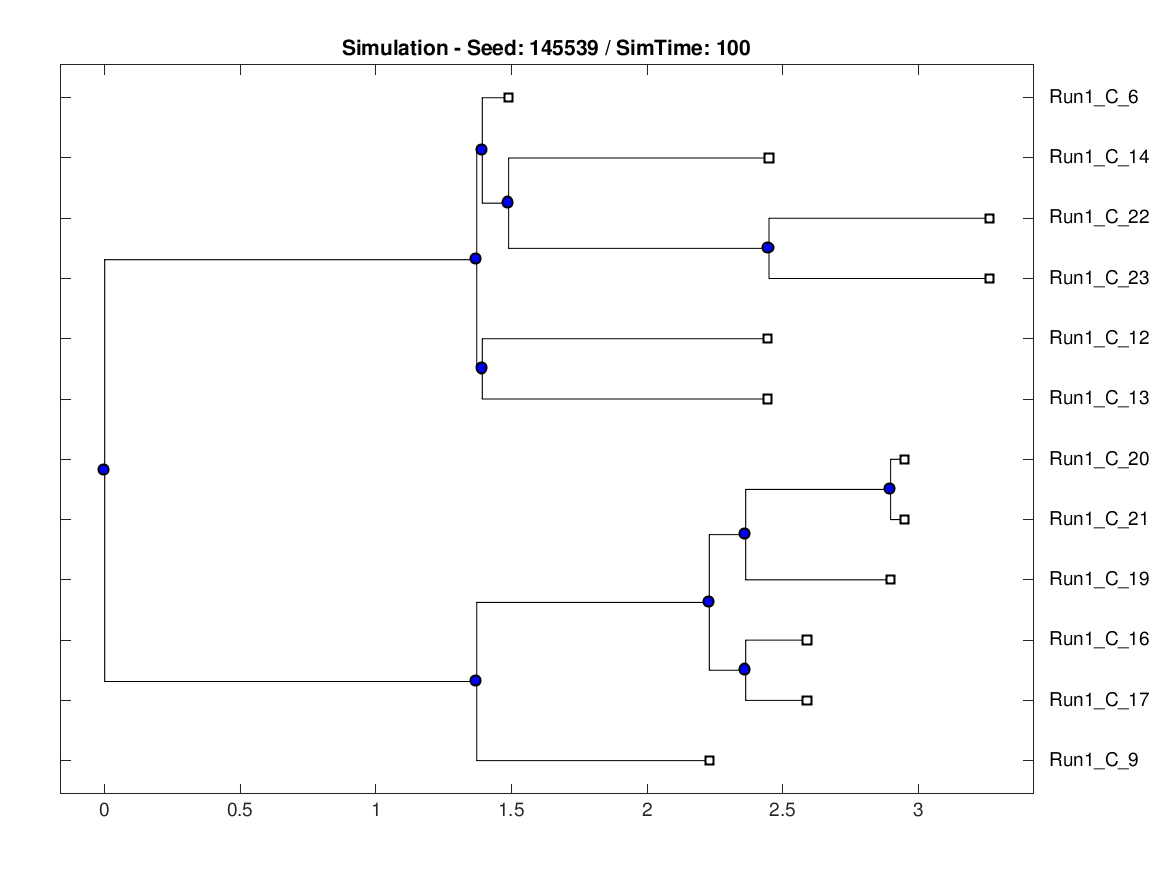 Simulation - Seed: 145539 / SimTime: 100
Run1_C_6
Run1_C_14
Run1_C_22
Run1_C_23
Run1_C_12
Run1_C_13
Run1_C_20
Run1_C_21
Run1_C_19
Run1_C_16
Run1_C_17
Run1_C_9
0 0.5 1 1.5 2 2.5 3